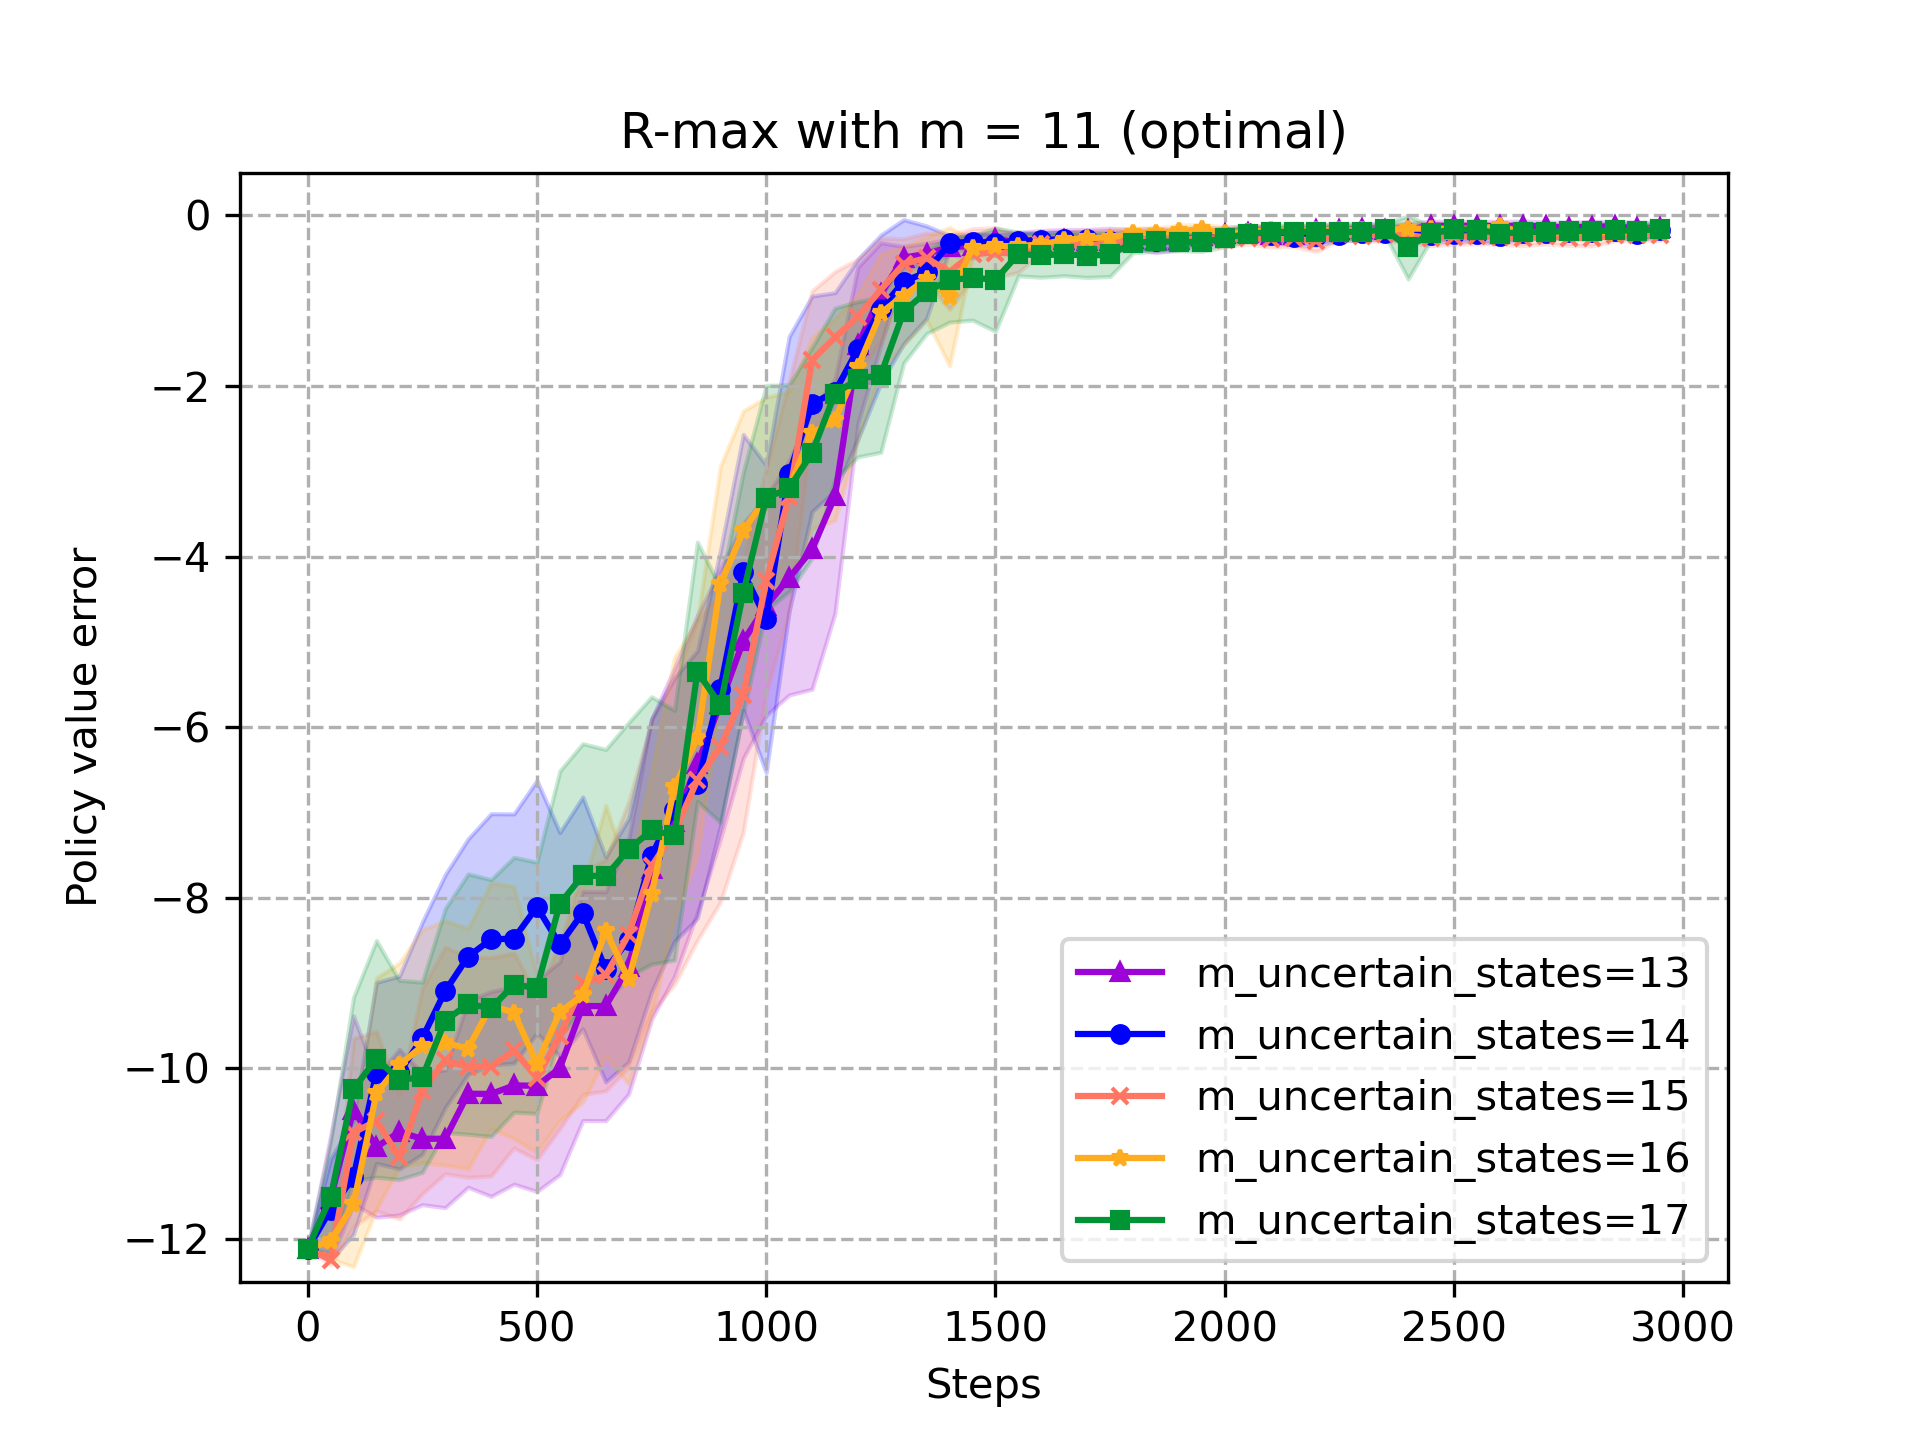 R-max with m = 11 (optimal)
Policy value error
0
−2
−4
−6
−8
−10
−12
m_uncertain_states=13
m_uncertain_states=14
m_uncertain_states=15
m_uncertain_states=16
m_uncertain_states=17
0 500 1000 1500 2000 2500 3000
Steps